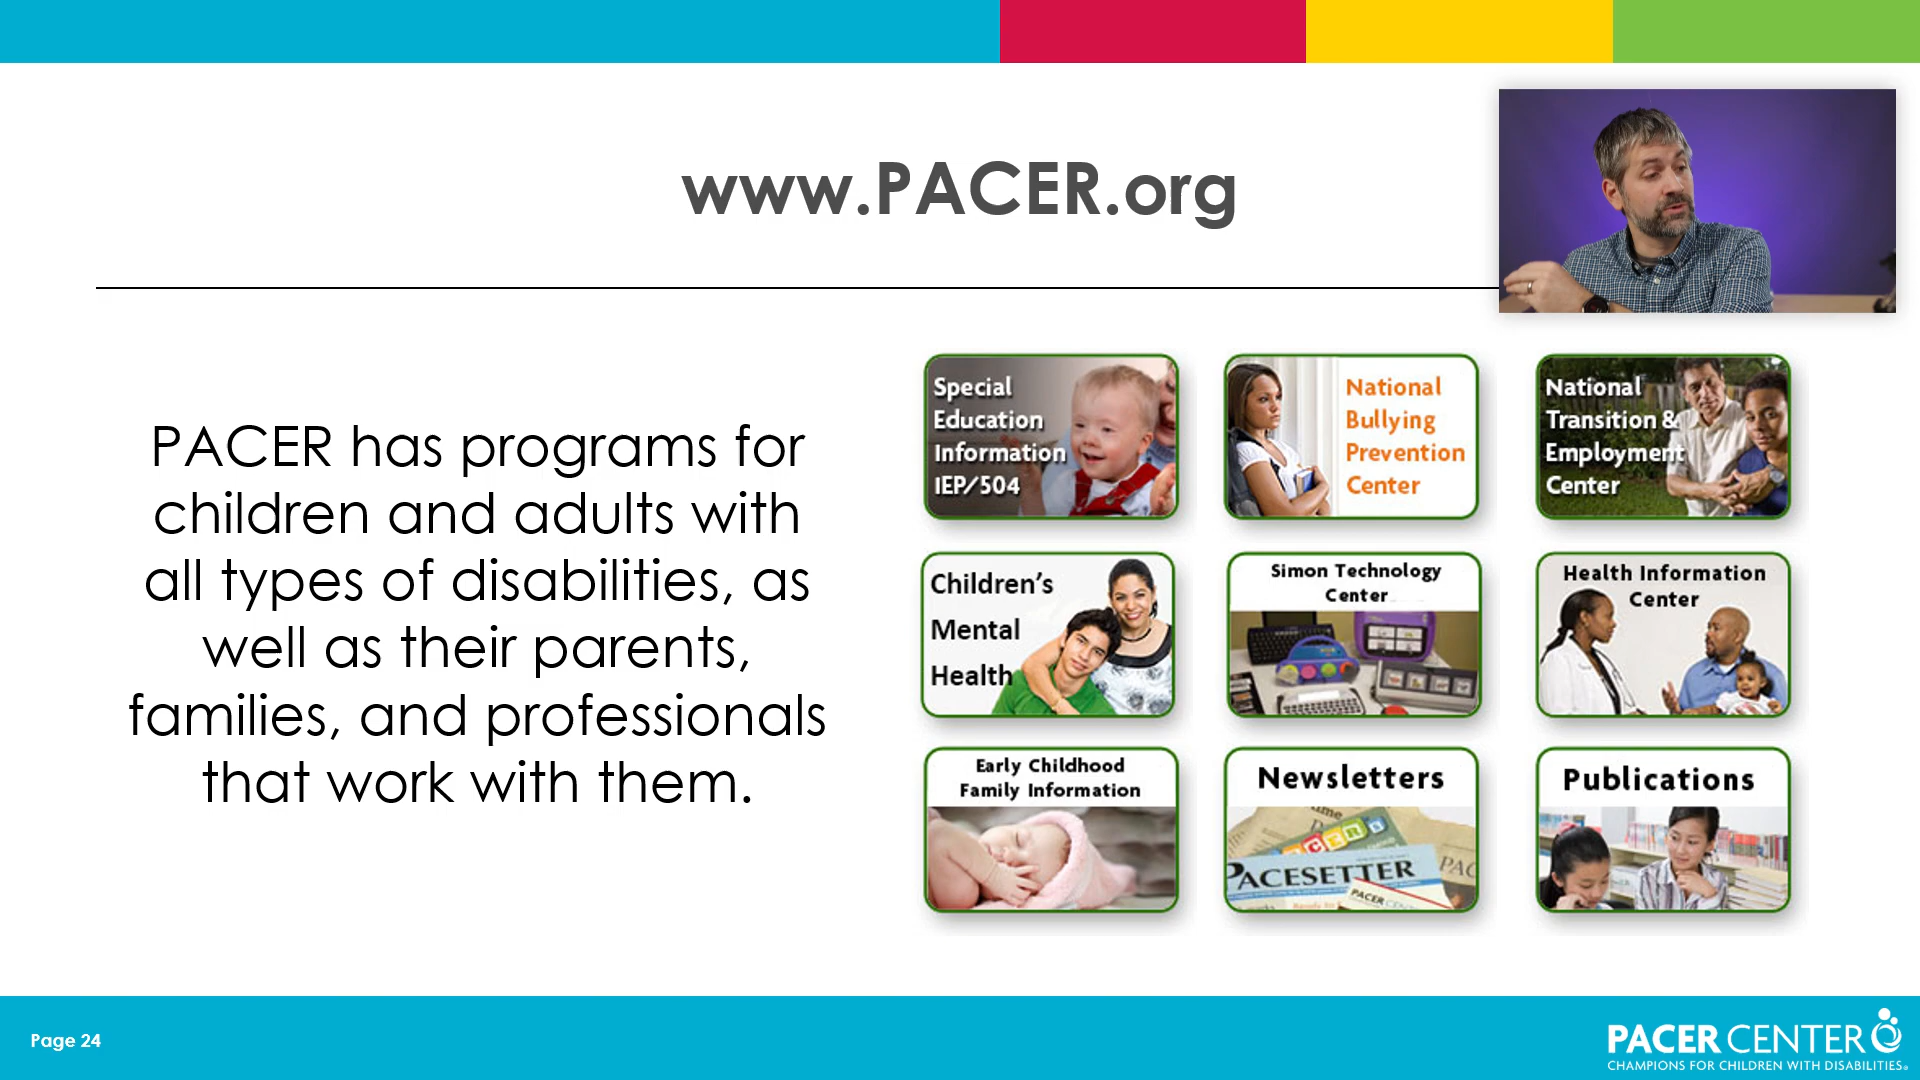 www.PACER.org
PACER has programs for
children and adults with
all types of disabilities, as
well as their parents,
families, and professionals
that work with them.
Special
Education
Information
IEP/504
National
Bullying
Prevention
Center
National
Transition &
Employment
Center
Children's
Mental
Health
Simon Technology
Center
Health Information
Center
Early Childhood
Family Information
Newsletters
PACESETTER
PACER
Publications
Page 24
PACER CENTER
CHAMPIONS FOR CHILDREN WITH DISABILITIES®